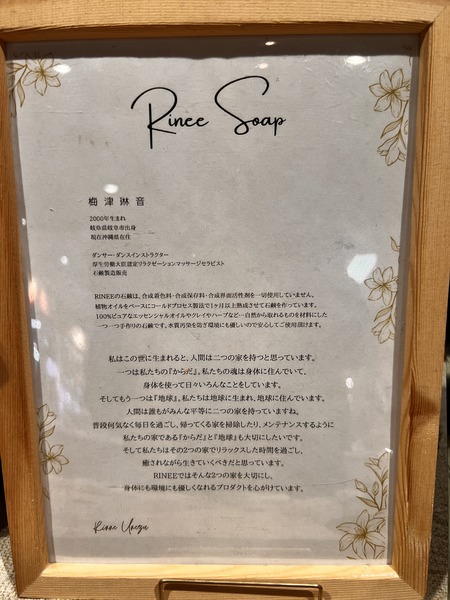 Rinee Soap
梅津琳音
2000年生まれ
岐阜県岐阜市出身
現在沖縄県在住
ダンサー・ダンスインストラクター
厚生労働大臣認定リラクゼーションマッサージセラピスト
石鹸製造販売
RINEEの石鹸は、合成着色料・合成保存料・合成界面活性剤を一切使用していません。
植物オイルをベースにコールドプロセス製法で1ヶ月以上熟成させて石鹸を作っています。
100%ピュアなエッセンシャルオイルやクレイやハーブなど…自然から取れるものを材料にした
一つ一つ手作りの石鹸です。水質汚染を防ぎ環境にも優しいので安心してご使用頂けます。
私はこの世に生まれると、人間は二つの家を持つと思っています。
一つは私たちの『からだ』。私たちの魂は身体に住んでいて、
身体を使って日々いろんなことをしています。
そしてもう一つは『地球』。私たちは地球に生まれ、地球に住んでいます。
人間は誰もがみんな平等に二つの家を持っていますね。
普段何気なく毎日を過ごし、帰ってくる家を掃除したり、メンテナンスするように
私たちの家である『からだ』と『地球』も大切にしたいです。
そして私たちはその2つの家でリラックスした時間を過ごし、
癒されながら生きていくべきだと思っています。
RINEEではそんな2つの家を大切にし、
身体にも環境にも優しくなれるプロダクトを心がけています。
Rinne Umezu